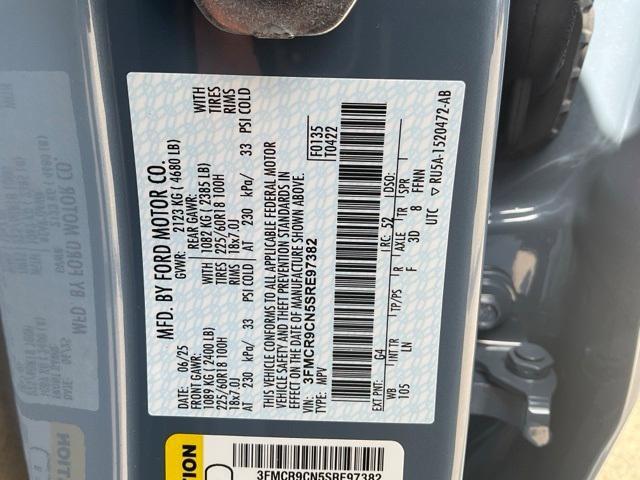 MFD. BY FORD MOTOR CO.
DATE: 06/25 GVWR: 2123 KG ( 4680 LB)
FRONT GAWR: REAR GAWR: WITH
1089 KG ( 2400 LB) 1082 KG ( 2385 LB) TIRES
225/60R18 100H TIRES 225/60R18 100H RIMS
18x7.0J RIMS 18x7.0J
AT 230 kPa/ 33 PSI COLD AT 230 kPa/ 33 PSI COLD
THIS VEHICLE CONFORMS TO ALL APPLICABLE FEDERAL MOTOR
VEHICLE SAFETY AND THEFT PREVENTION STANDARDS IN
EFFECT ON THE DATE OF MANUFACTURE SHOWN ABOVE.
VIN: 3FMCR9CN5SRE97382 F0135
TYPE: MPV T0422
EXT PNT: G4 RC: 52 DSO:
WB INT TR TP/PS R AXLE TR SPR
105 LN F 3D 8 FFHN
UTC ▽ RU5A-1520472-AB
3FMCR9CN5SRE97382